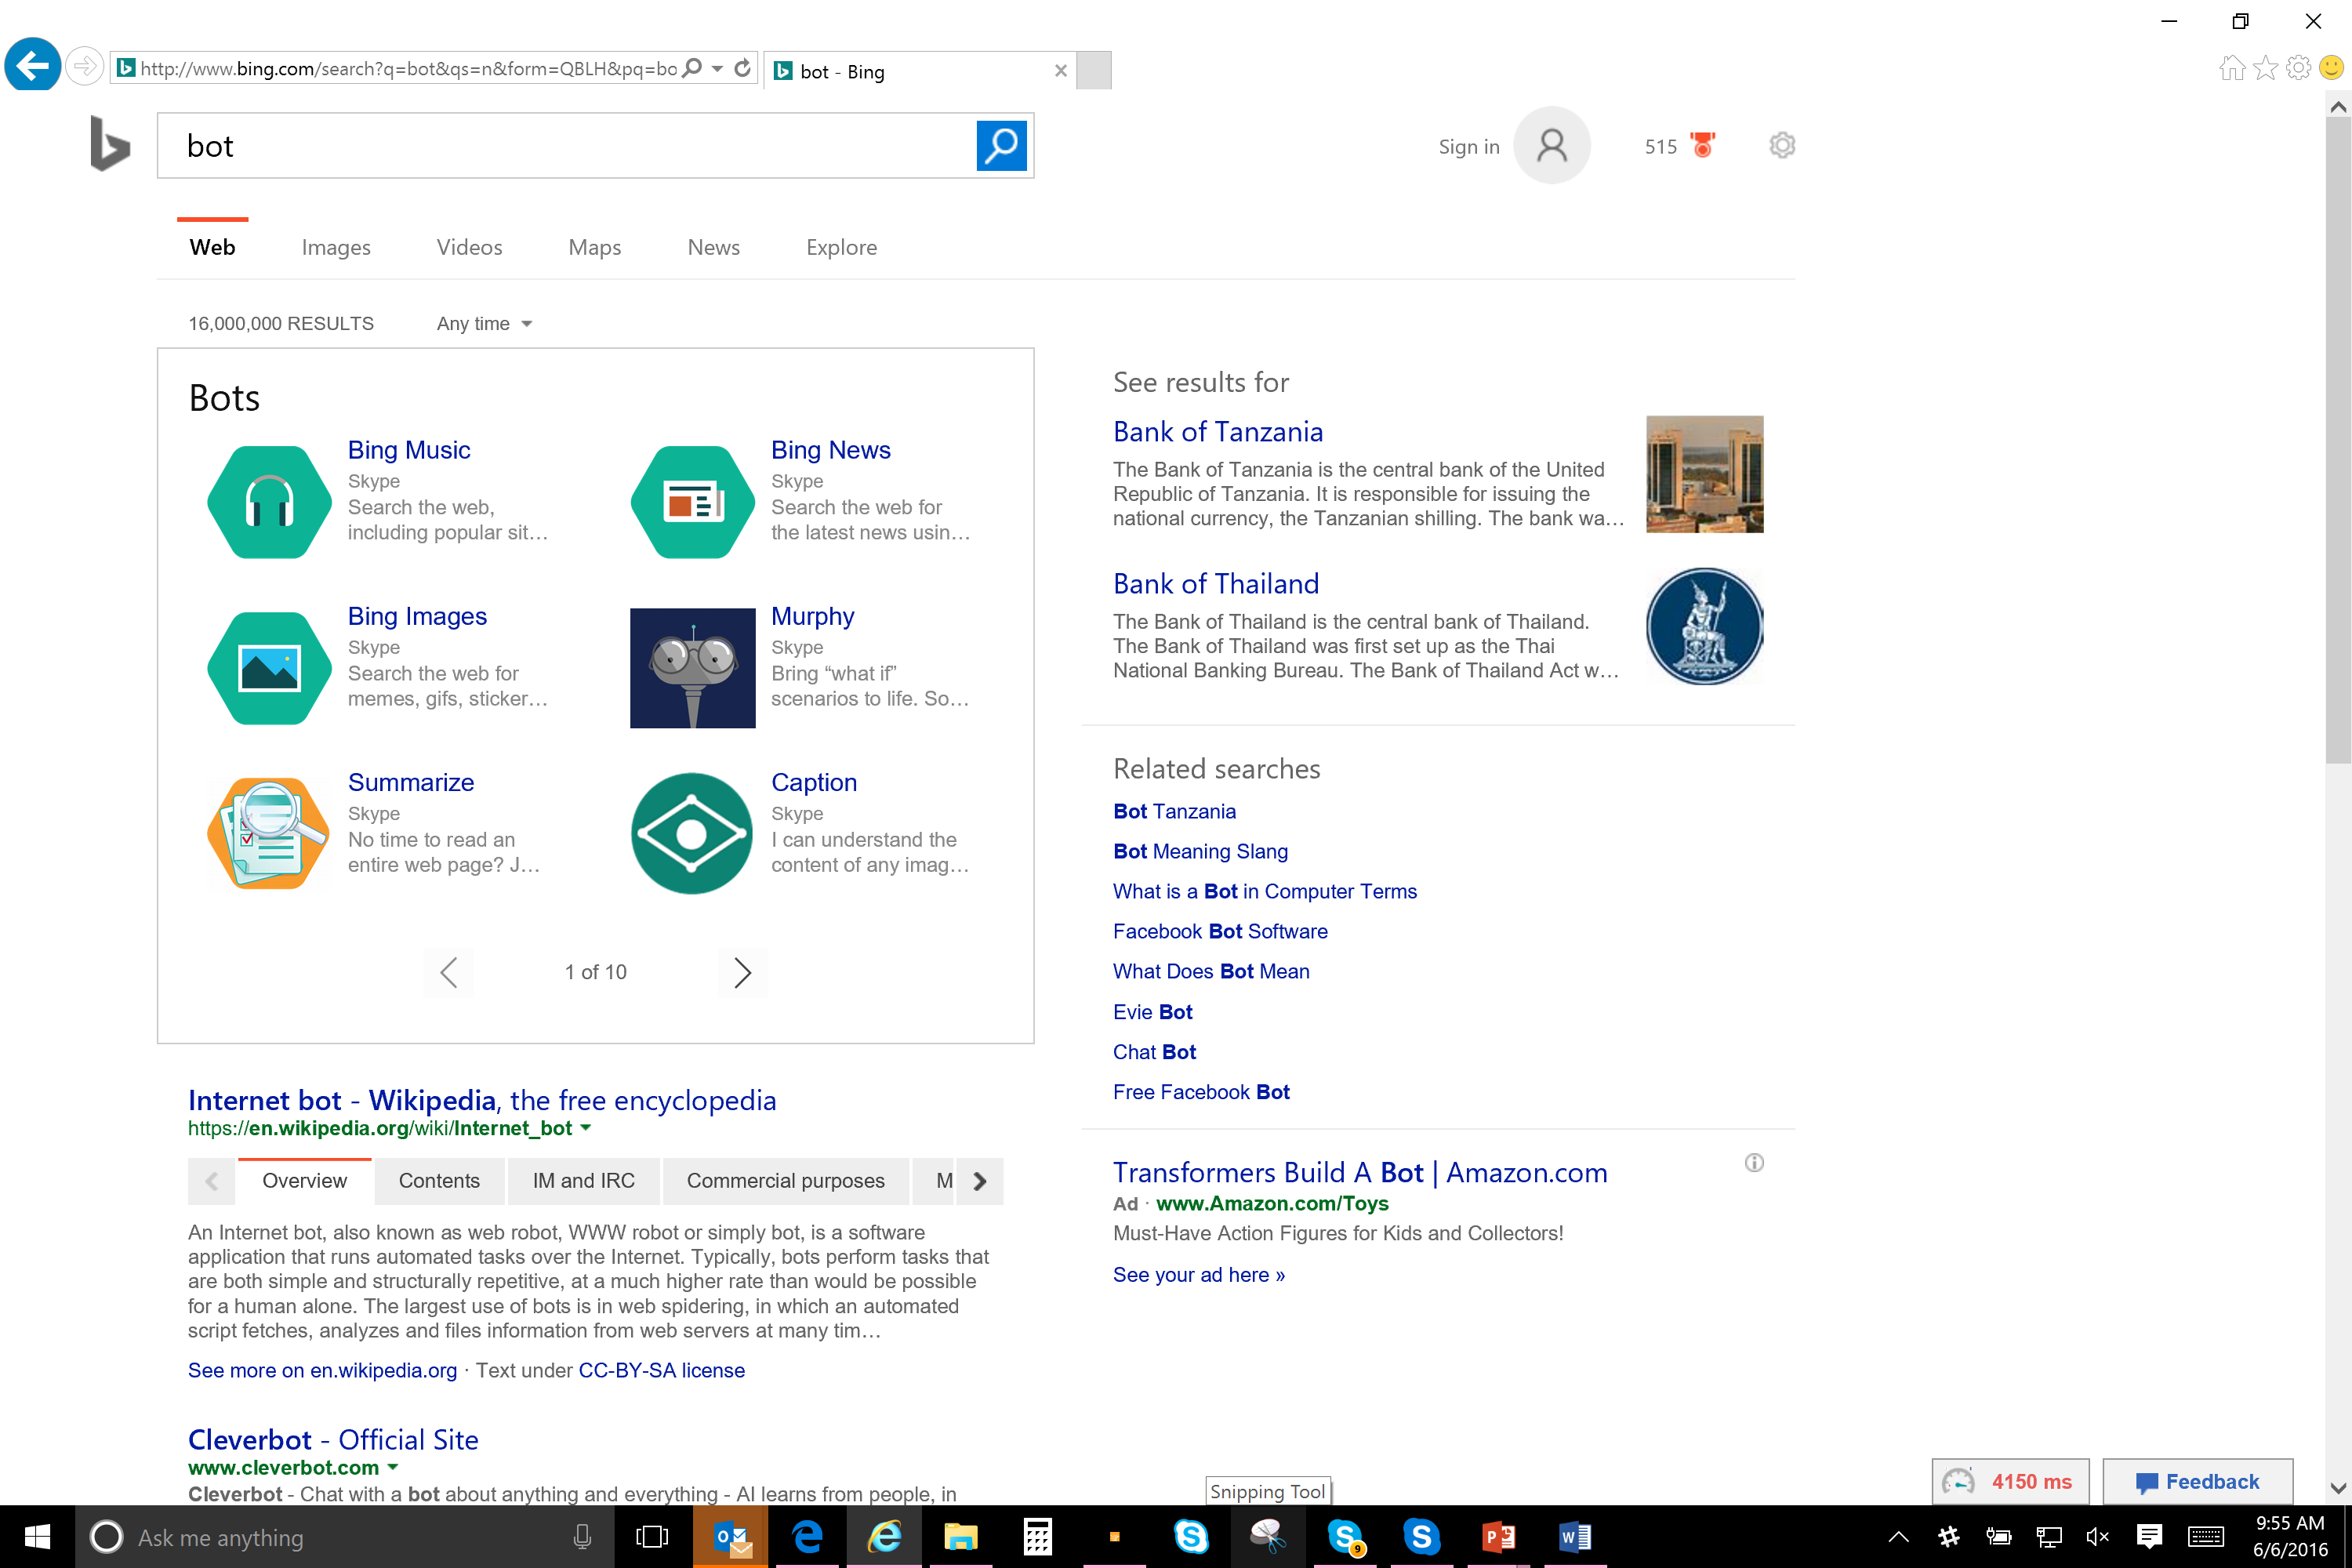 http://www.bing.com/search?q=bot&qs=n&form=QBLH&pq=bo
bot - Bing
bot
Sign in
515
Web
Images
Videos
Maps
News
Explore
16,000,000 RESULTS
Any time
Bots
Bing Music
Skype
Search the web,
including popular sit...
Bing News
Skype
Search the web for
the latest news usin...
Bing Images
Skype
Search the web for
memes, gifs, sticker...
Murphy
Skype
Bring “what if”
scenarios to life. So...
Summarize
Skype
No time to read an
entire web page? J...
Caption
Skype
I can understand the
content of any imag...
1 of 10
Internet bot - Wikipedia, the free encyclopedia
https://en.wikipedia.org/wiki/Internet_bot
Overview
Contents
IM and IRC
Commercial purposes
M
An Internet bot, also known as web robot, WWW robot or simply bot, is a software
application that runs automated tasks over the Internet. Typically, bots perform tasks that
are both simple and structurally repetitive, at a much higher rate than would be possible
for a human alone. The largest use of bots is in web spidering, in which an automated
script fetches, analyzes and files information from web servers at many tim...
See more on en.wikipedia.org · Text under CC-BY-SA license
Cleverbot - Official Site
www.cleverbot.com
Cleverbot - Chat with a bot about anything and everything - AI learns from people, in
See results for
Bank of Tanzania
The Bank of Tanzania is the central bank of the United
Republic of Tanzania. It is responsible for issuing the
national currency, the Tanzanian shilling. The bank wa...
Bank of Thailand
The Bank of Thailand is the central bank of Thailand.
The Bank of Thailand was first set up as the Thai
National Banking Bureau. The Bank of Thailand Act w...
Related searches
Bot Tanzania
Bot Meaning Slang
What is a Bot in Computer Terms
Facebook Bot Software
What Does Bot Mean
Evie Bot
Chat Bot
Free Facebook Bot
Transformers Build A Bot | Amazon.com
Ad · www.Amazon.com/Toys
Must-Have Action Figures for Kids and Collectors!
See your ad here »
4150 ms
Feedback
Snipping Tool
Ask me anything
9
9:55 AM
6/6/2016